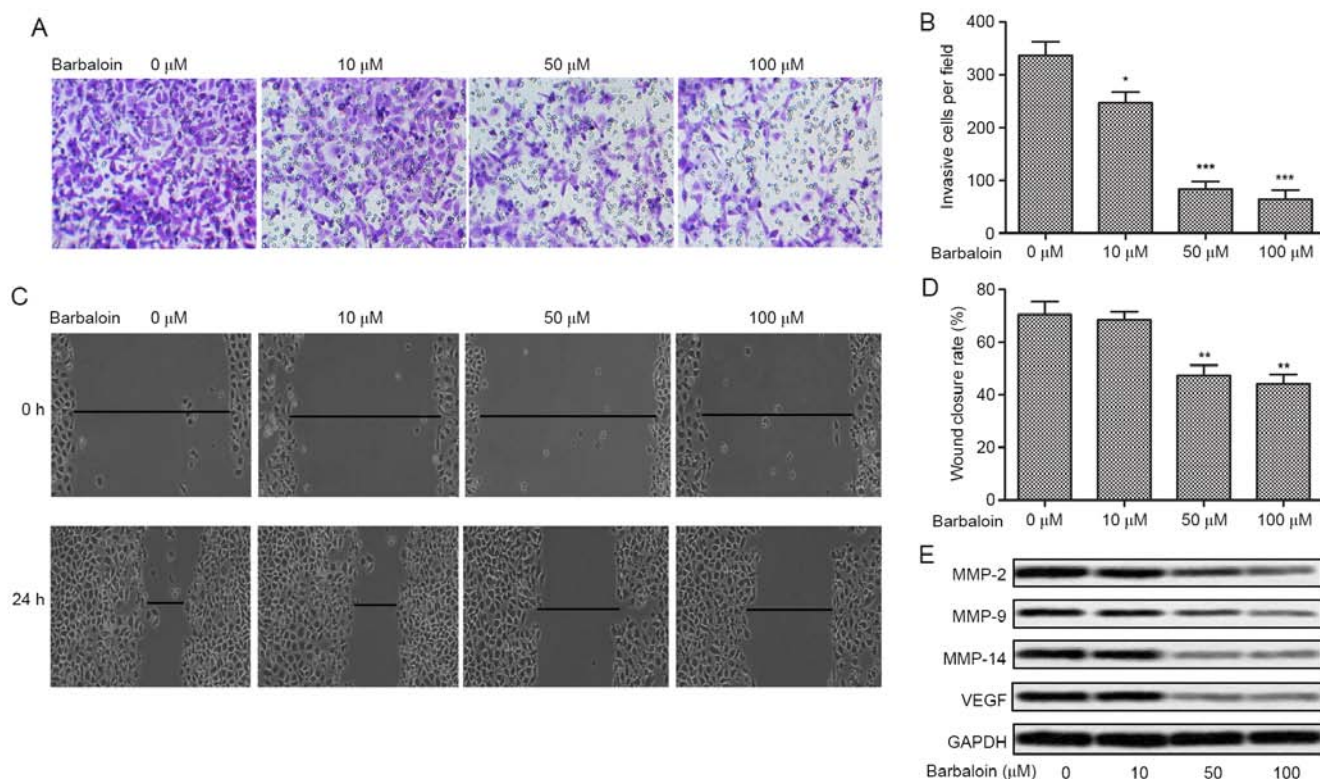 A
Barbaloin 0 μM 10 μM 50 μM 100 μM
B
Invasive cells per field
400
300
200
100
0
Barbaloin 0 μM 10 μM 50 μM 100 μM
* *** ***
C
Barbaloin 0 μM 10 μM 50 μM 100 μM
0 h
24 h
D
Wound closure rate (%)
80
60
40
20
0
** **
Barbaloin 0 μM 10 μM 50 μM 100 μM
E
MMP-2
MMP-9
MMP-14
VEGF
GAPDH
Barbaloin (μM) 0 10 50 100